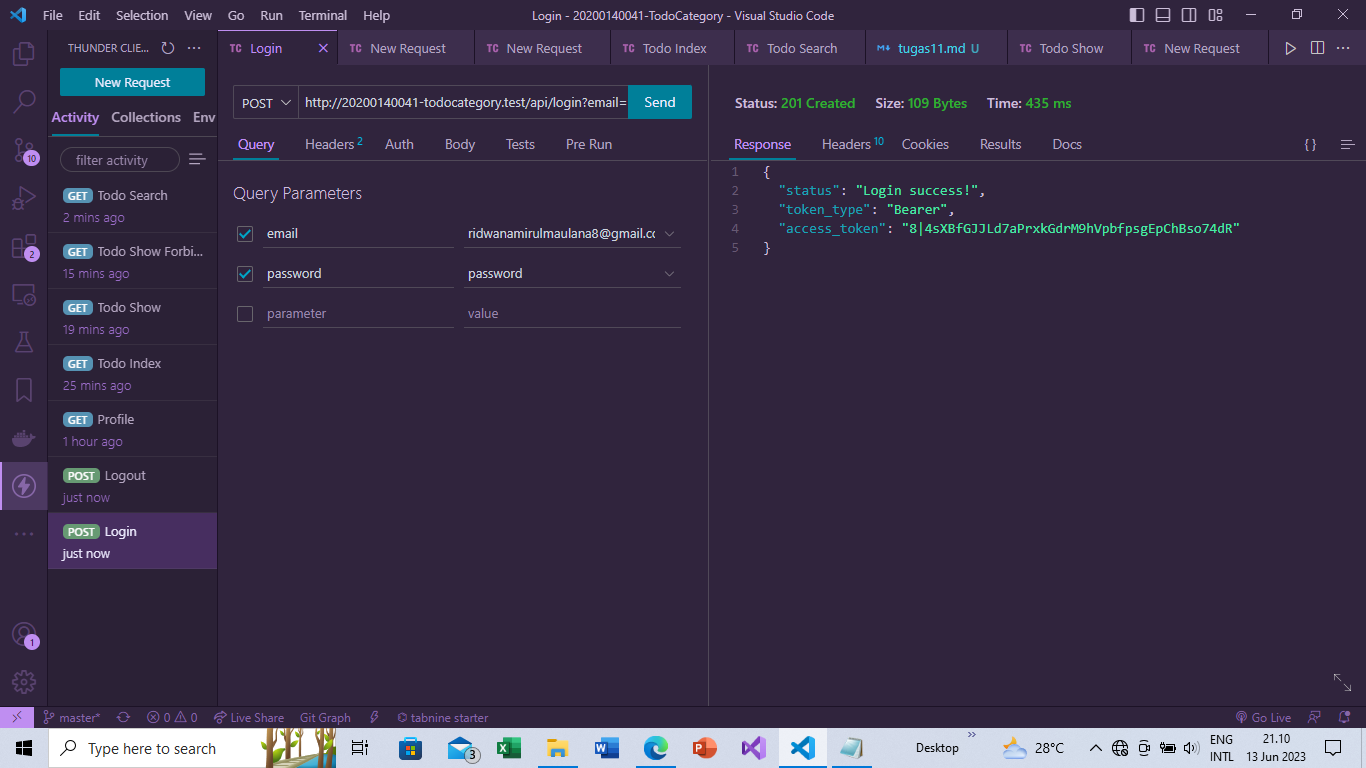 File Edit Selection View Go Run Terminal Help
Login - 20200140041-TodoCategory - Visual Studio Code
THUNDER CLIE...
New Request
Activity Collections Env
filter activity
GET Todo Search
2 mins ago
GET Todo Show Forbi...
15 mins ago
GET Todo Show
19 mins ago
GET Todo Index
25 mins ago
GET Profile
1 hour ago
POST Logout
just now
POST Login
just now
10
2
1
TC Login
TC New Request
TC New Request
TC Todo Index
TC Todo Search
tugas11.md U
TC Todo Show
TC New Request
POST http://20200140041-todocategory.test/api/login?email= Send
Query Headers 2 Auth Body Tests Pre Run
Query Parameters
email ridwanamirulmaulana8@gmail.cc
password password
parameter value
Status: 201 Created Size: 109 Bytes Time: 435 ms
Response Headers 10 Cookies Results Docs {}
1 {
2 "status": "Login success!",
3 "token_type": "Bearer",
4 "access_token": "8|4sXBfGJJLd7aPrxkGdrM9hVpbfpsgEpChBso74dR"
5 }
master* 0 0 Live Share Git Graph tabnine starter Go Live
Type here to search
3
Desktop
28°C
ENG
INTL
21.10
13 Jun 2023